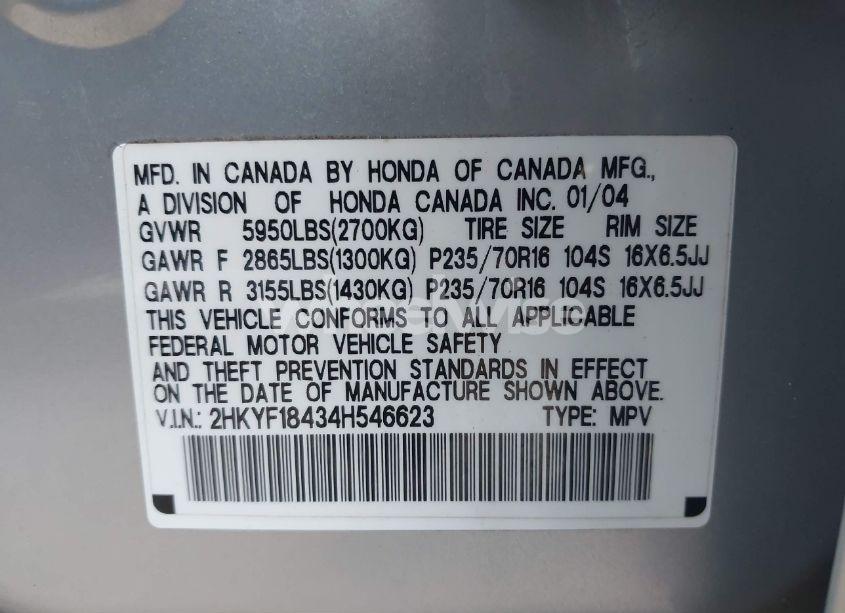 MFD. IN CANADA BY HONDA OF CANADA MFG.,
A DIVISION OF HONDA CANADA INC. 01/04
GVWR 5950LBS(2700KG) TIRE SIZE RIM SIZE
GAWR F 2865LBS(1300KG) P235/70R16 104S 16X6.5JJ
GAWR R 3155LBS(1430KG) P235/70R16 104S 16X6.5JJ
THIS VEHICLE CONFORMS TO ALL APPLICABLE
FEDERAL MOTOR VEHICLE SAFETY
AND THEFT PREVENTION STANDARDS IN EFFECT
ON THE DATE OF MANUFACTURE SHOWN ABOVE.
V.I.N.: 2HKYF18434H546623 TYPE: MPV